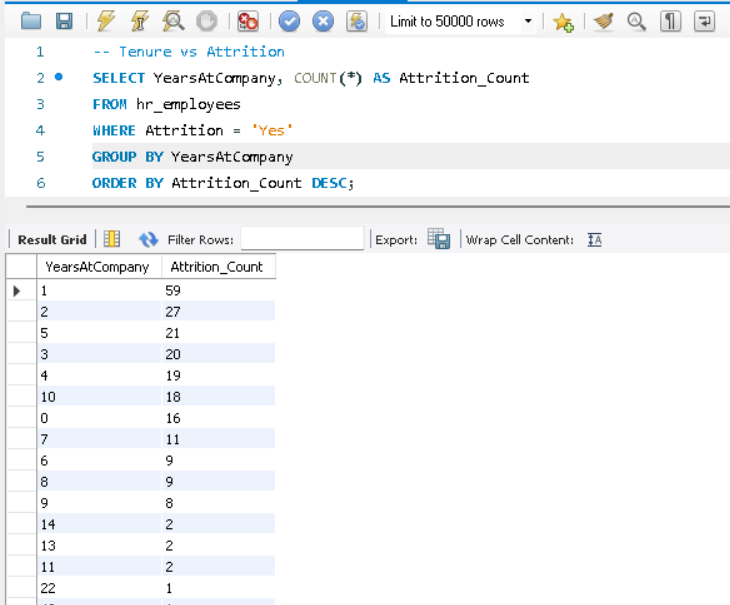 Limit to 50000 rows
1 -- Tenure vs Attrition
2 SELECT YearsAtCompany, COUNT(*) AS Attrition_Count
3 FROM hr_employees
4 WHERE Attrition = 'Yes'
5 GROUP BY YearsAtCompany
6 ORDER BY Attrition_Count DESC;
Result Grid Filter Rows: Export: Wrap Cell Content: IA
YearsAtCompany Attrition_Count
1 59
2 27
5 21
3 20
4 19
10 18
0 16
7 11
6 9
8 9
9 8
14 2
13 2
11 2
22 1